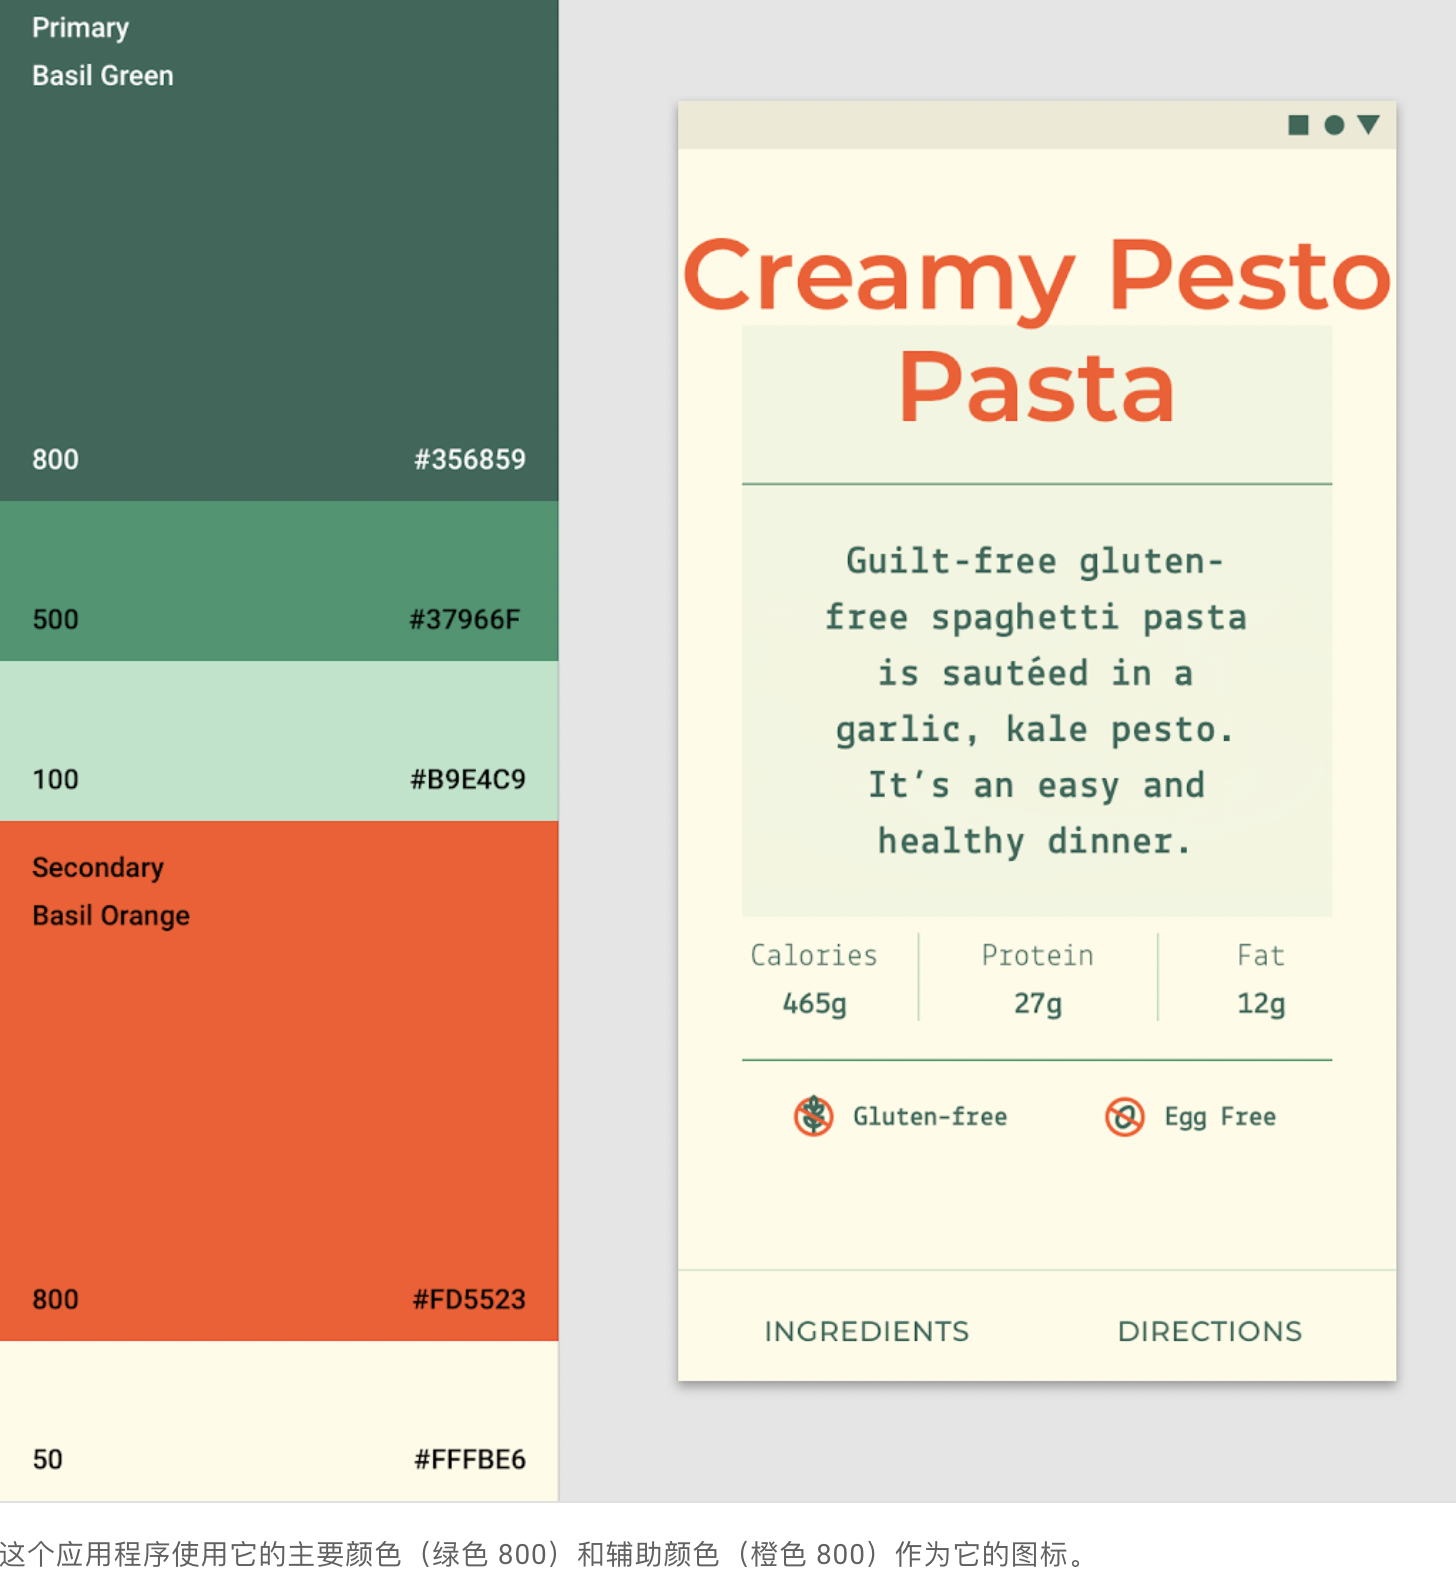 Primary
Basil Green
800 #356859
500 #37966F
100 #B9E4C9
Secondary
Basil Orange
800 #FD5523
50 #FFFBE6
Creamy Pesto
Pasta
Guilt-free gluten-
free spaghetti pasta
is sautéed in a
garlic, kale pesto.
It’s an easy and
healthy dinner.
Calories Protein Fat
465g 27g 12g
Gluten-free Egg Free
INGREDIENTS DIRECTIONS
这个应用程序使用它的主要颜色（绿色 800）和辅助颜色（橙色 800）作为它的图标。